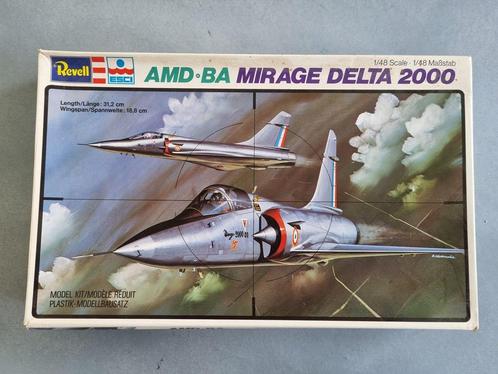 Revell
ESCI
AMD·BA MIRAGE DELTA 2000
1/48 Scale · 1/48 Maßstab
Length/Länge: 31,2 cm
Wingspan/Spannweite: 18,8 cm
MODEL KIT/MODÈLE RÉDUIT
PLASTIK-MODELLBAUSATZ